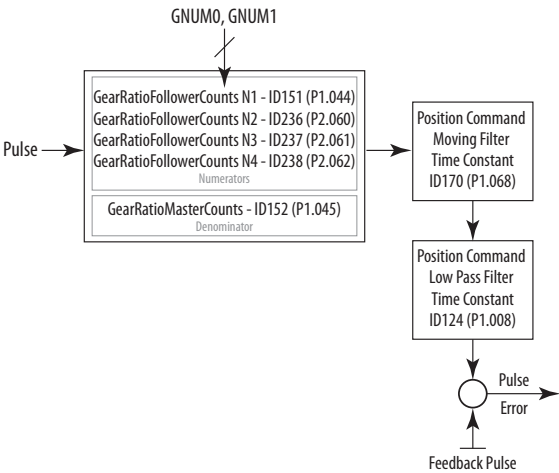 GNUM0, GNUM1
Pulse
GearRatioFollowerCounts N1 - ID151 (P1.044)
GearRatioFollowerCounts N2 - ID236 (P2.060)
GearRatioFollowerCounts N3 - ID237 (P2.061)
GearRatioFollowerCounts N4 - ID238 (P2.062)
Numerators
GearRatioMasterCounts - ID152 (P1.045)
Denominator
Position Command
Moving Filter
Time Constant
ID170 (P1.068)
Position Command
Low Pass Filter
Time Constant
ID124 (P1.008)
Pulse
Error
Feedback Pulse